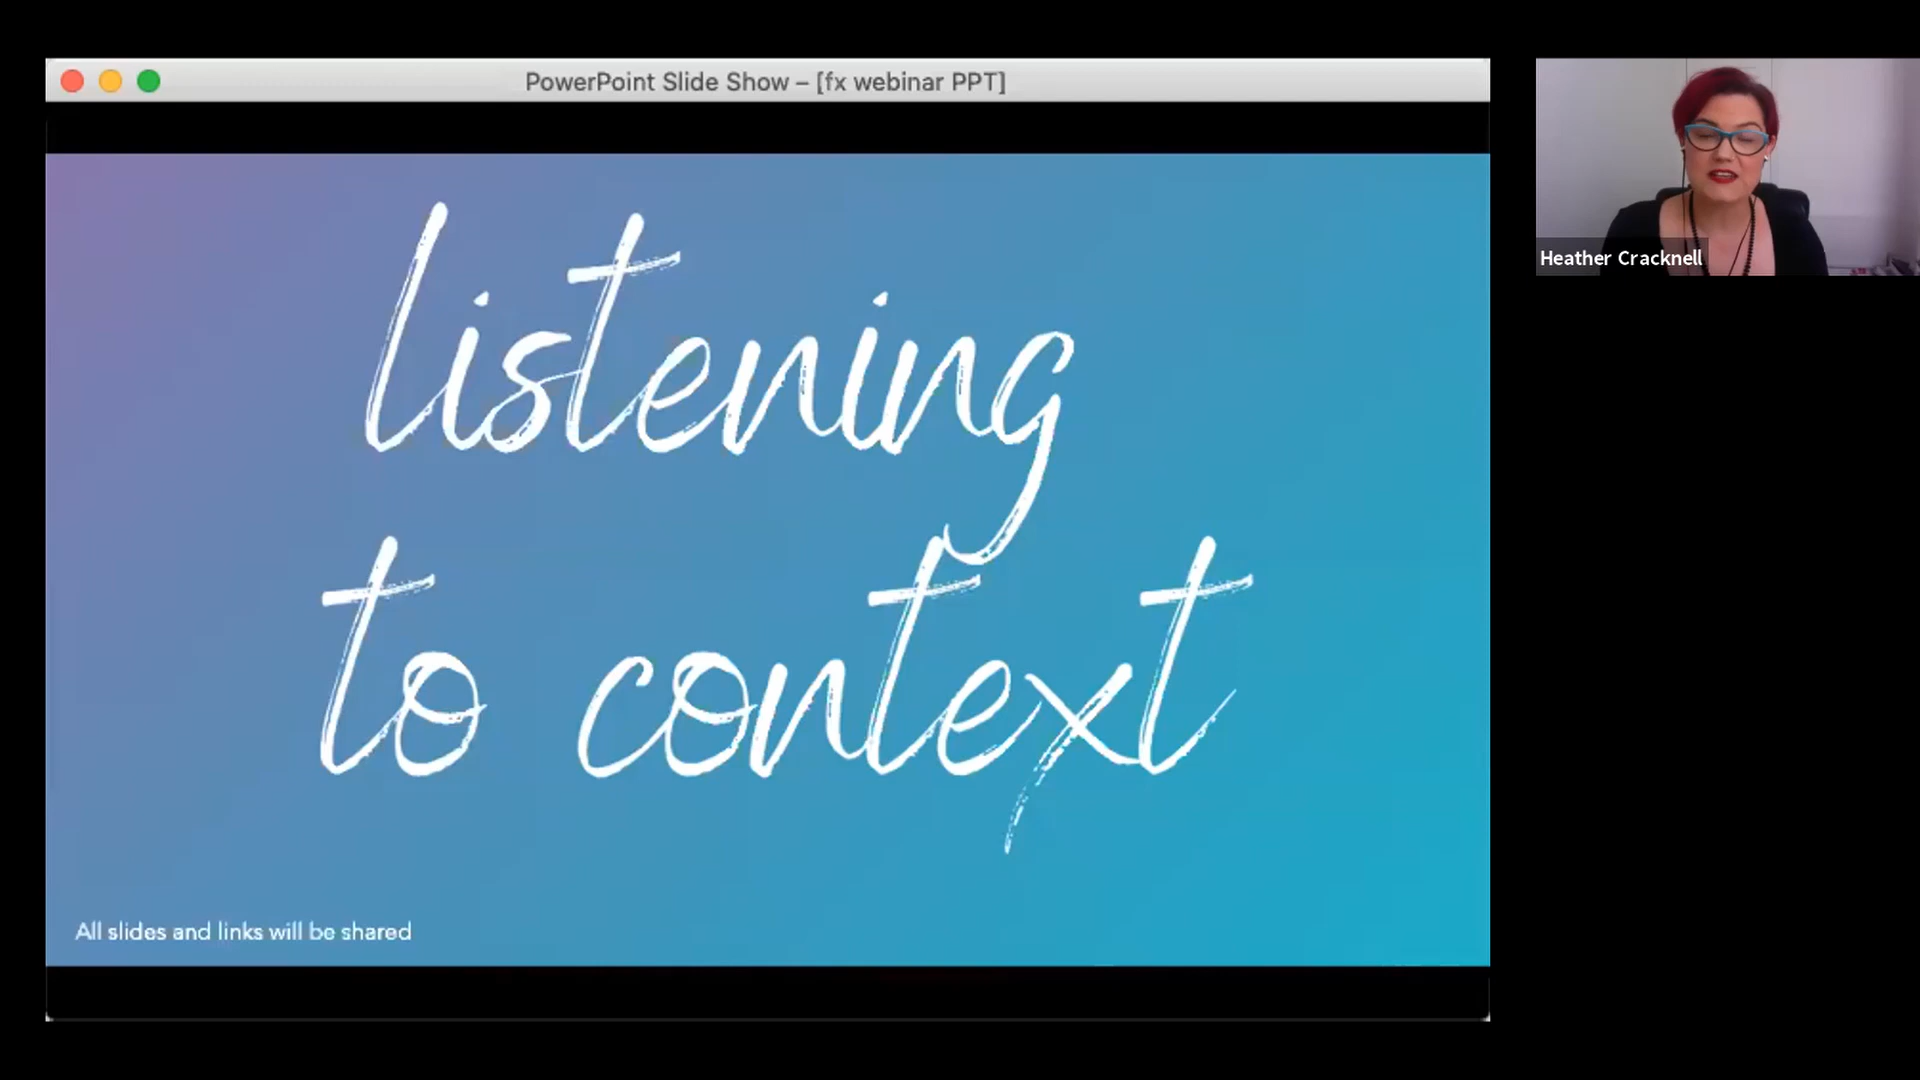 PowerPoint Slide Show – [fx webinar PPT]
listening
to context
All slides and links will be shared
Heather Cracknell